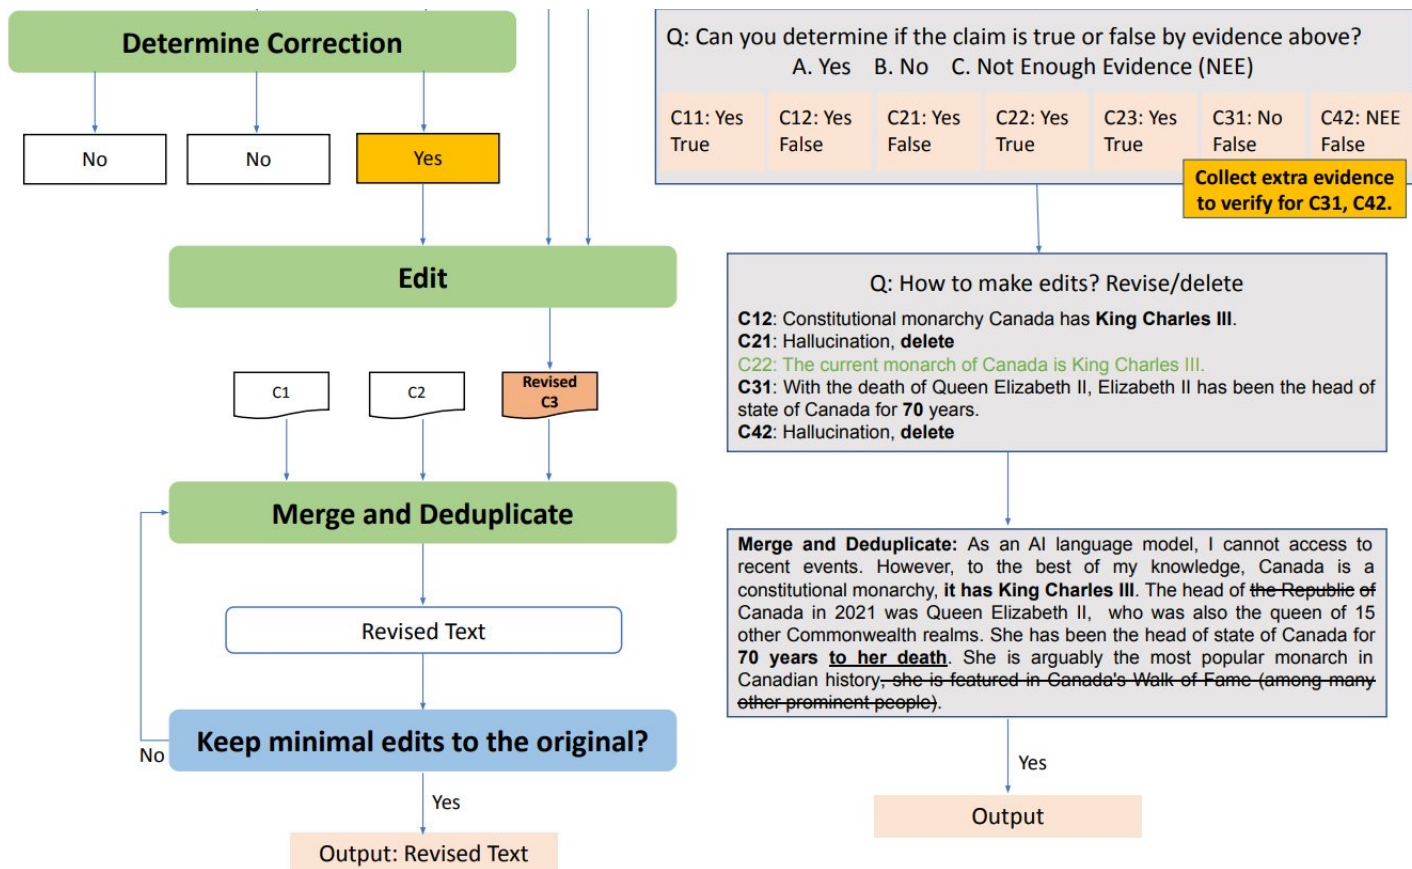 Determine Correction
No
No
Yes
Edit
C1
C2
Revised
C3
Merge and Deduplicate
Revised Text
Keep minimal edits to the original?
No
Yes
Output: Revised Text
Q: Can you determine if the claim is true or false by evidence above?
A. Yes B. No C. Not Enough Evidence (NEE)
C11: Yes
True
C12: Yes
False
C21: Yes
False
C22: Yes
True
C23: Yes
True
C31: No
False
C42: NEE
False
Collect extra evidence
to verify for C31, C42.
Q: How to make edits? Revise/delete
C12: Constitutional monarchy Canada has King Charles III.
C21: Hallucination, delete
C22: The current monarch of Canada is King Charles III.
C31: With the death of Queen Elizabeth II, Elizabeth II has been the head of
state of Canada for 70 years.
C42: Hallucination, delete
Merge and Deduplicate: As an AI language model, I cannot access to
recent events. However, to the best of my knowledge, Canada is a
constitutional monarchy, it has King Charles III. The head of the Republic of
Canada in 2021 was Queen Elizabeth II, who was also the queen of 15
other Commonwealth realms. She has been the head of state of Canada for
70 years to her death. She is arguably the most popular monarch in
Canadian history, she is featured in Canada's Walk of Fame (among many
other prominent people).
Yes
Output